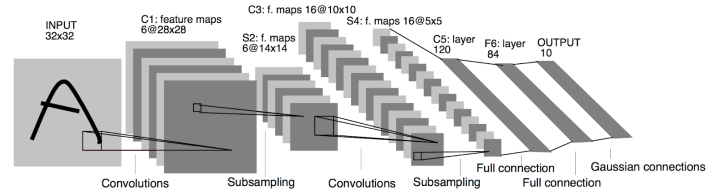 INPUT
32x32
C1: feature maps
6@28x28
S2: f. maps
6@14x14
C3: f. maps 16@10x10
S4: f. maps 16@5x5
C5: layer
120
F6: layer
84
OUTPUT
10
Convolutions
Subsampling
Convolutions
Subsampling
Full connection
Full connection
Gaussian connections
A